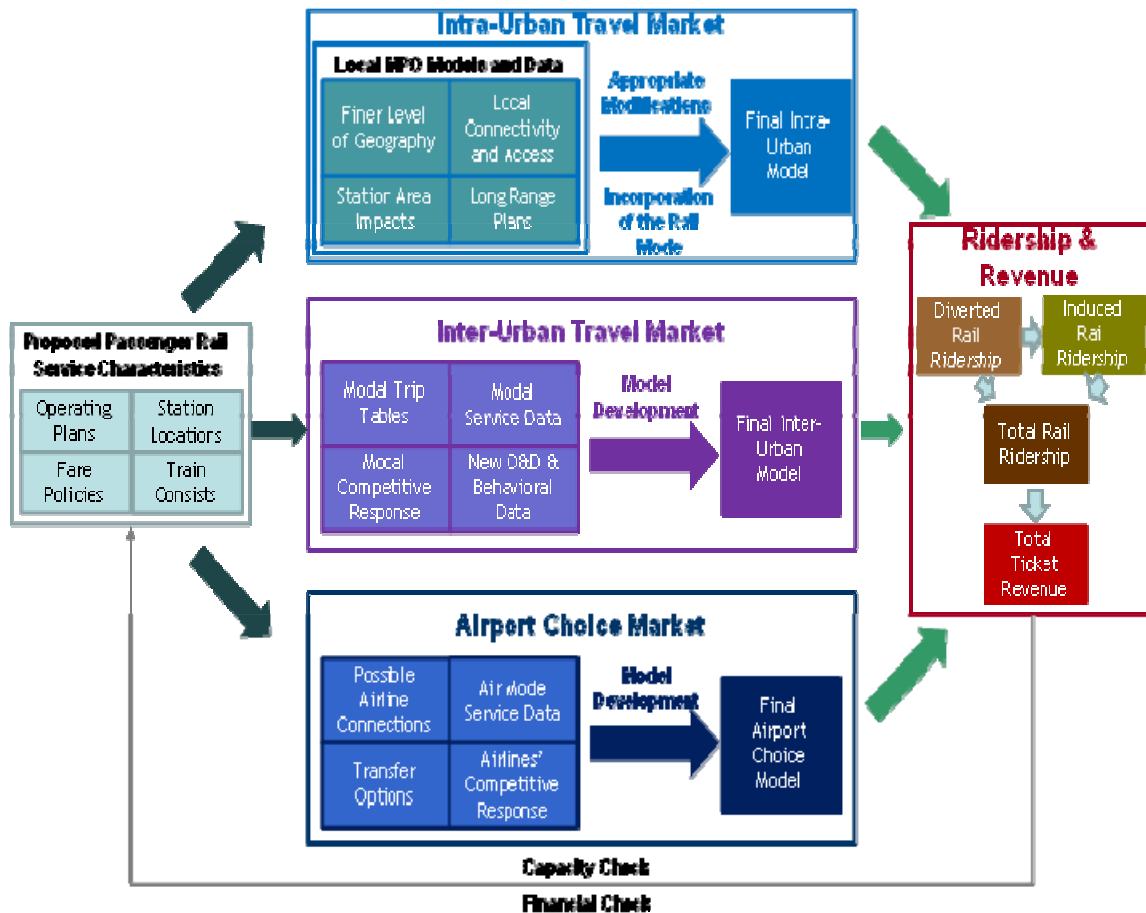 Intra-Urban Travel Market
Local MPO Models and Data
Finer Level
of Geography
Local
Connectivity
and Access
Station Area
Impacts
Long Range
Plans
Appropriate
Modifications
Incorporation
of the Rail
Mode
Final Intra-
Urban
Model
Proposed Passenger Rail
Service Characteristics
Operating
Plans
Station
Locations
Fare
Policies
Train
Consists
Inter-Urban Travel Market
Modal Trip
Tables
Modal
Service Data
Modal
Competitive
Response
New O&D &
Behavioral
Data
Model
Development
Final Inter-
Urban
Model
Airport Choice Market
Possible
Airline
Connections
Air Mode
Service Data
Transfer
Options
Airlines'
Competitive
Response
Model
Development
Final
Airport
Choice
Model
Ridership &
Revenue
Diverted
Rail
Ridership
Induced
Rail
Ridership
Total Rail
Ridership
Total
Ticket
Revenue
Capacity Check
Financial Check